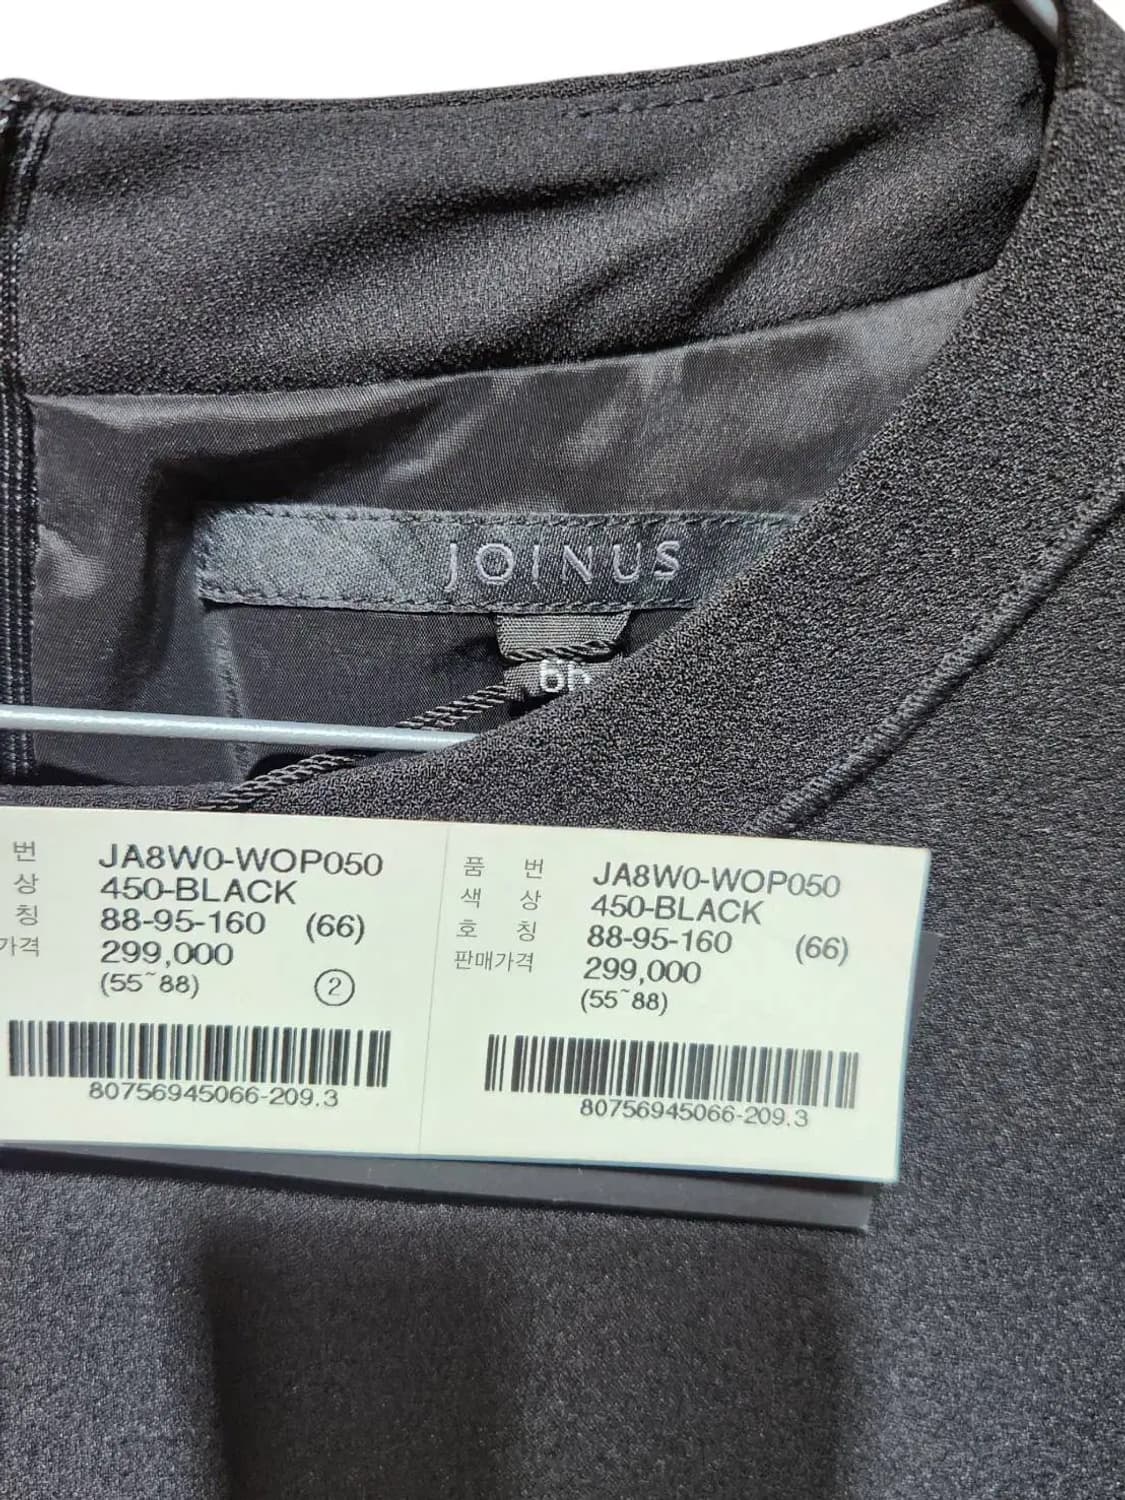 JOINUS
66
번 JA8W0-WOP050
상 450-BLACK
칭 88-95-160 (66)
가격 299,000
(55~88) ②
80756945066-209.3
품 번 JA8W0-WOP050
색 상 450-BLACK
호 칭 88-95-160 (66)
판매가격 299,000
(55~88)
80756945066-209.3